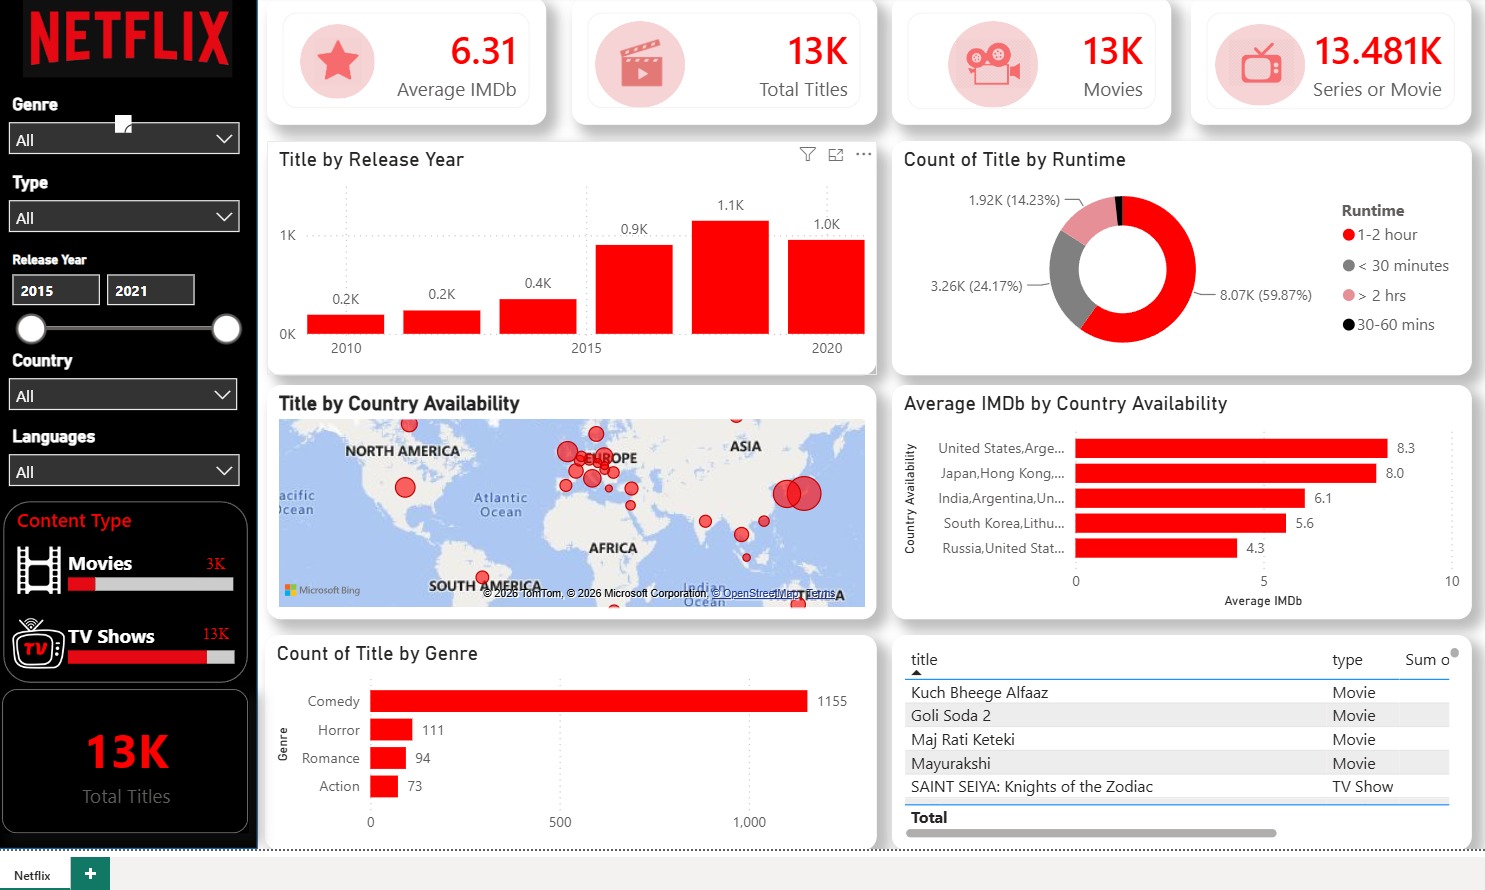 NETFLIX
Genre
All
Type
All
Release Year
2015 2021
Country
All
Languages
All
Content Type
Movies 3K
TV Shows 13K
TV
13K
Total Titles
6.31
Average IMDb
13K
Total Titles
13K
Movies
13.481K
Series or Movie
Title by Release Year
1K
0K
0.2K 0.2K 0.4K 0.9K 1.1K 1.0K
2010 2015 2020
Count of Title by Runtime
1.92K (14.23%)
3.26K (24.17%)
8.07K (59.87%)
Runtime
1-2 hour
< 30 minutes
> 2 hrs
30-60 mins
Title by Country Availability
NORTH AMERICA
EUROPE
ASIA
acific
cean
Atlantic
Ocean
AFRICA
SOUTH AMERICA
Indian
Ocean
Microsoft Bing
© 2026 TomTom, © 2026 Microsoft Corporation, © OpenStreetMap Terms
Average IMDb by Country Availability
Country Availability
United States,Arge... 8.3
Japan,Hong Kong,... 8.0
India,Argentina,Un... 6.1
South Korea,Lithu... 5.6
Russia,United Stat... 4.3
0 5 10
Average IMDb
Count of Title by Genre
Genre
Comedy 1155
Horror 111
Romance 94
Action 73
0 500 1,000
title type Sum o
Kuch Bheege Alfaaz Movie
Goli Soda 2 Movie
Maj Rati Keteki Movie
Mayurakshi Movie
SAINT SEIYA: Knights of the Zodiac TV Show
Total
Netflix +